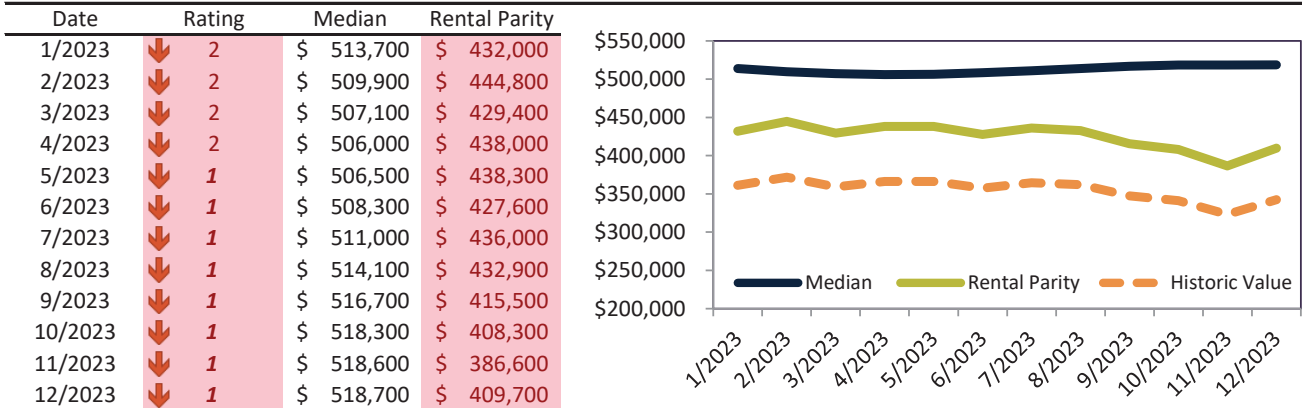 Date Rating Median Rental Parity
1/2023 2 $ 513,700 $ 432,000
2/2023 2 $ 509,900 $ 444,800
3/2023 2 $ 507,100 $ 429,400
4/2023 2 $ 506,000 $ 438,000
5/2023 1 $ 506,500 $ 438,300
6/2023 1 $ 508,300 $ 427,600
7/2023 1 $ 511,000 $ 436,000
8/2023 1 $ 514,100 $ 432,900
9/2023 1 $ 516,700 $ 415,500
10/2023 1 $ 518,300 $ 408,300
11/2023 1 $ 518,600 $ 386,600
12/2023 1 $ 518,700 $ 409,700
$550,000
$500,000
$450,000
$400,000
$350,000
$300,000
$250,000
$200,000
Median Rental Parity Historic Value
1/2023 2/2023 3/2023 4/2023 5/2023 6/2023 7/2023 8/2023 9/2023 10/2023 11/2023 12/2023